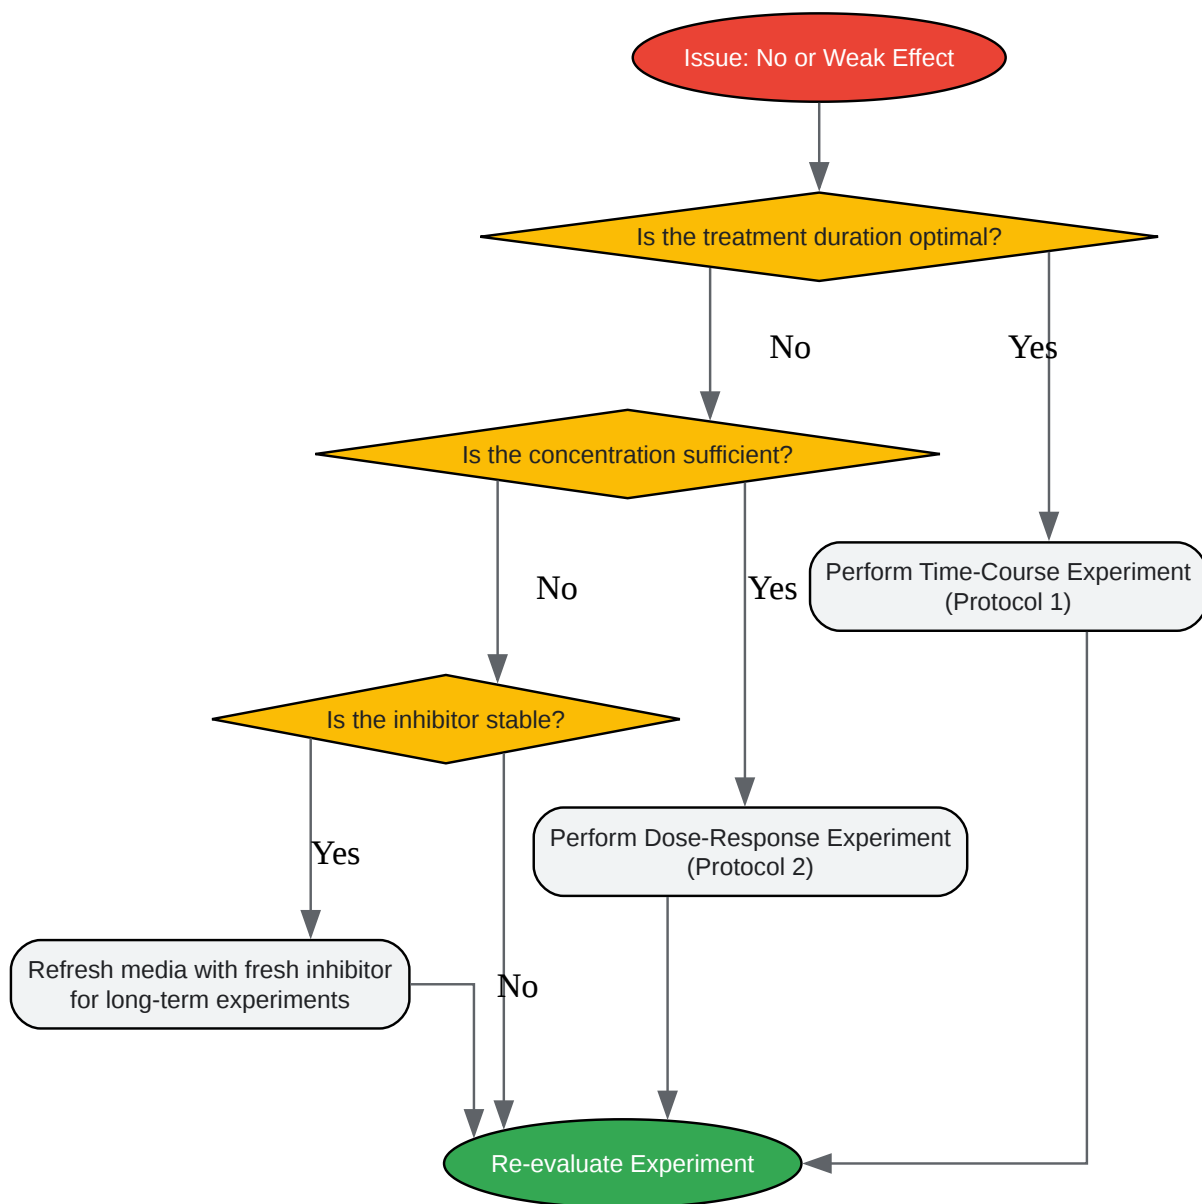 Issue: No or Weak Effect
Is the treatment duration optimal?
No
Yes
Is the concentration sufficient?
Perform Time-Course Experiment
(Protocol 1)
No
Yes
Is the inhibitor stable?
Perform Dose-Response Experiment
(Protocol 2)
Yes
Refresh media with fresh inhibitor
for long-term experiments
No
Re-evaluate Experiment